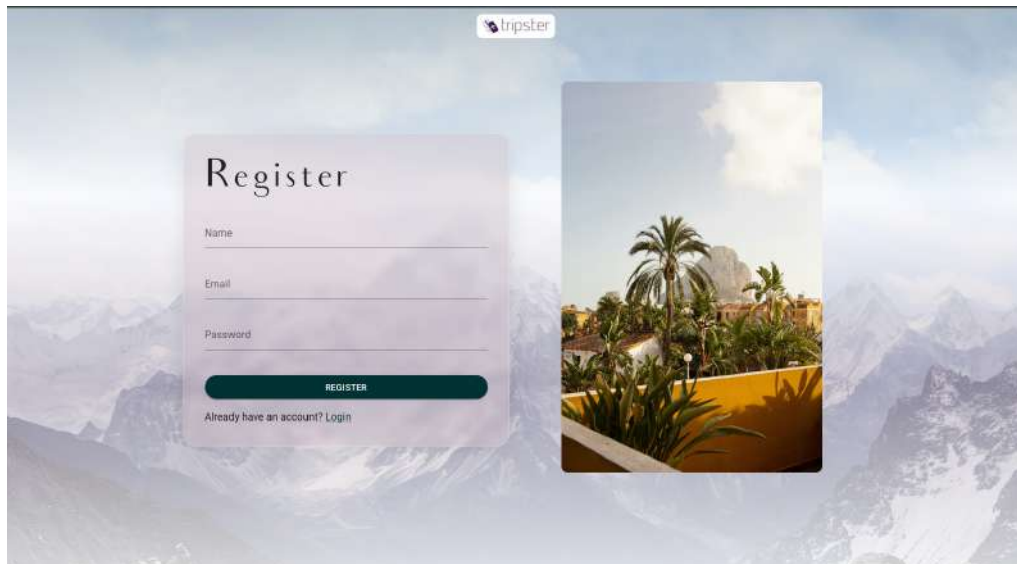 tripster
Register
Name
Email
Password
REGISTER
Already have an account? Login